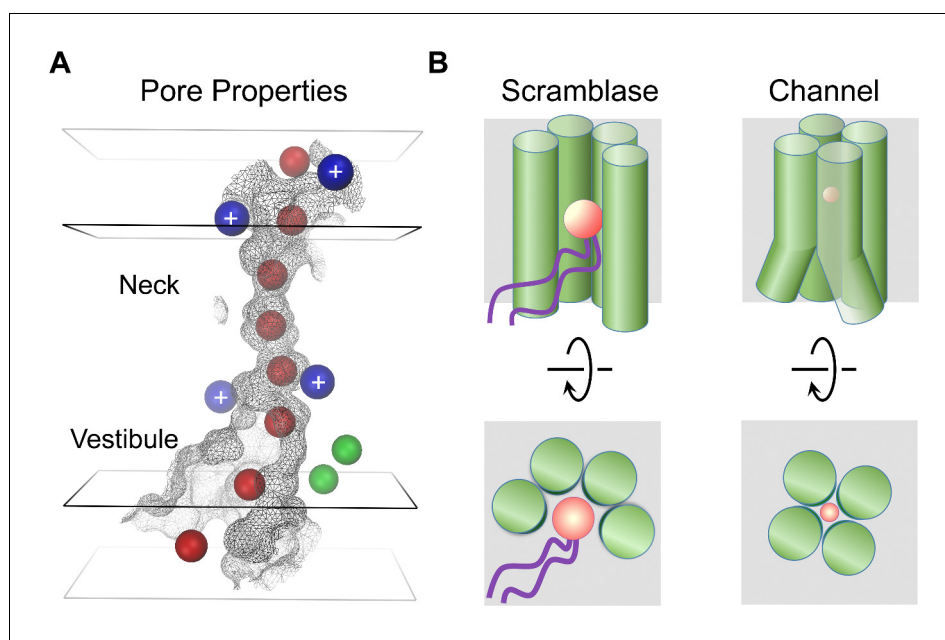 A
Pore Properties
+
+
Neck
+
+
Vestibule
B
Scramblase
Channel